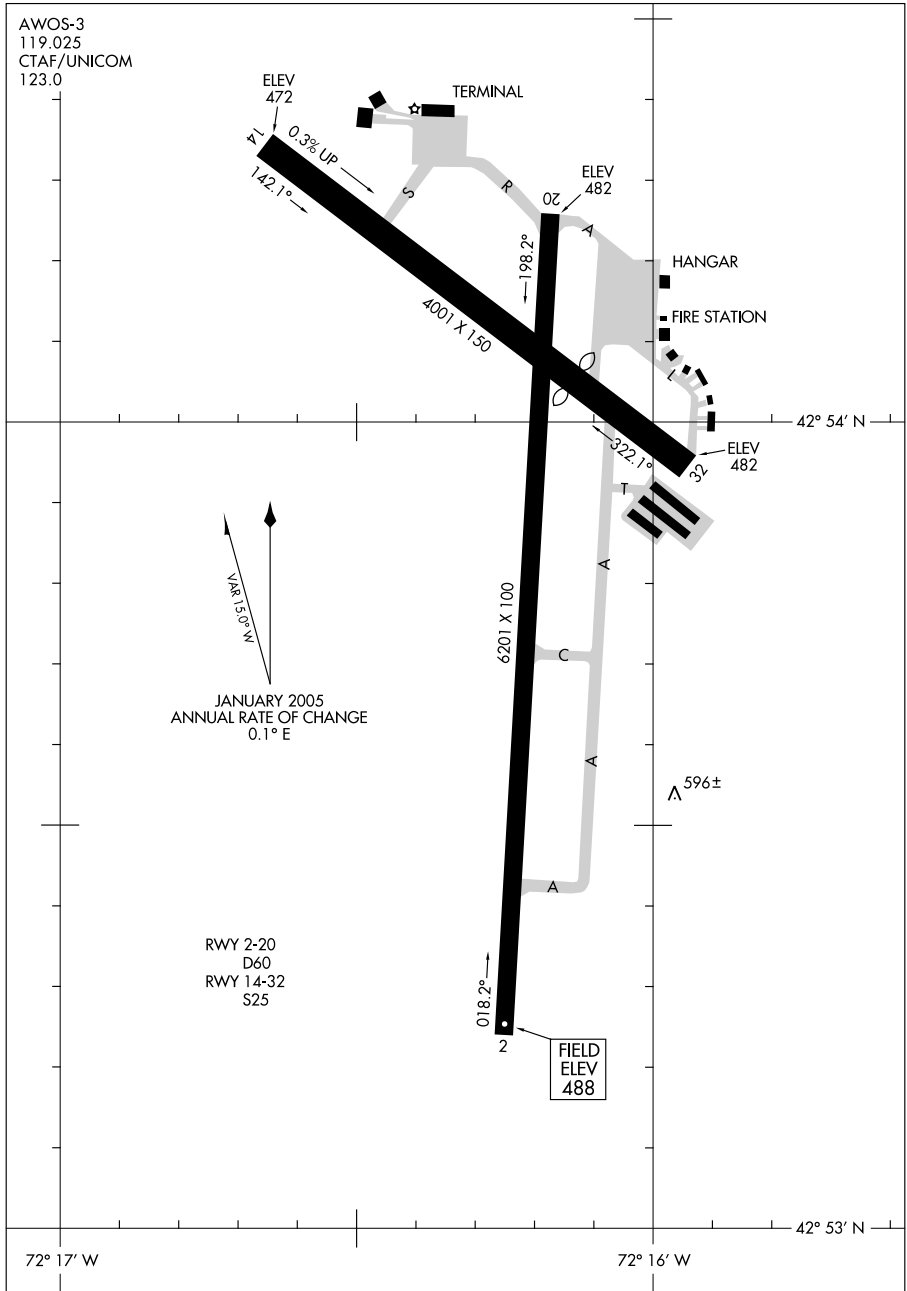 AWOS-3
119.025
CTAF/UNICOM
123.0
ELEV
472
TERMINAL
14
0.3% UP
142.1°
S
R
20
ELEV
482
A
198.2°
HANGAR
FIRE STATION
4001 X 150
L
42° 54' N
322.1°
ELEV
482
32
T
A
VAR 15.0° W
6201 X 100
C
JANUARY 2005
ANNUAL RATE OF CHANGE
0.1° E
A
596±
A
RWY 2-20
D60
RWY 14-32
S25
018.2°
2
FIELD
ELEV
488
42° 53' N
72° 17' W
72° 16' W